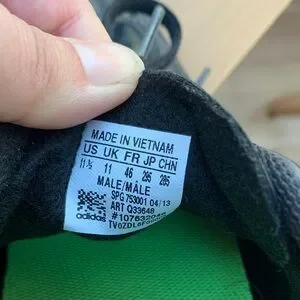 MADE IN VIETNAM
US UK FR JP CHN
11½ 11 46 295 285
MALE/MÂLE
SPG 753001 04/13
ART Q33648
adidas